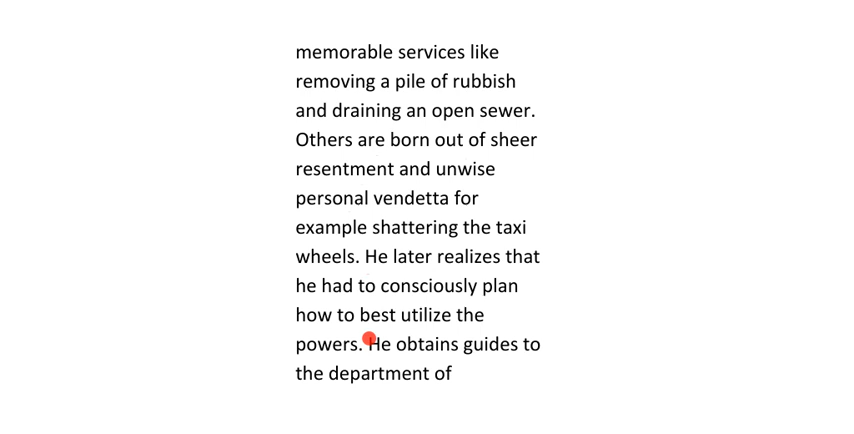 memorable services like
removing a pile of rubbish
and draining an open sewer.
Others are born out of sheer
resentment and unwise
personal vendetta for
example shattering the taxi
wheels. He later realizes that
he had to consciously plan
how to best utilize the
powers. He obtains guides to
the department of